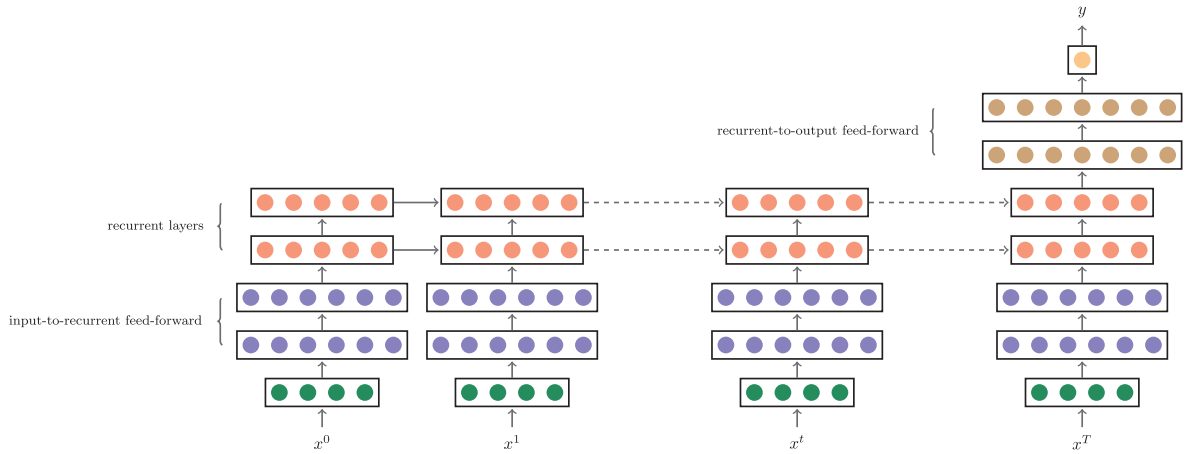 y
recurrent-to-output feed-forward
recurrent layers
input-to-recurrent feed-forward
x^0 x^1 x^t x^T